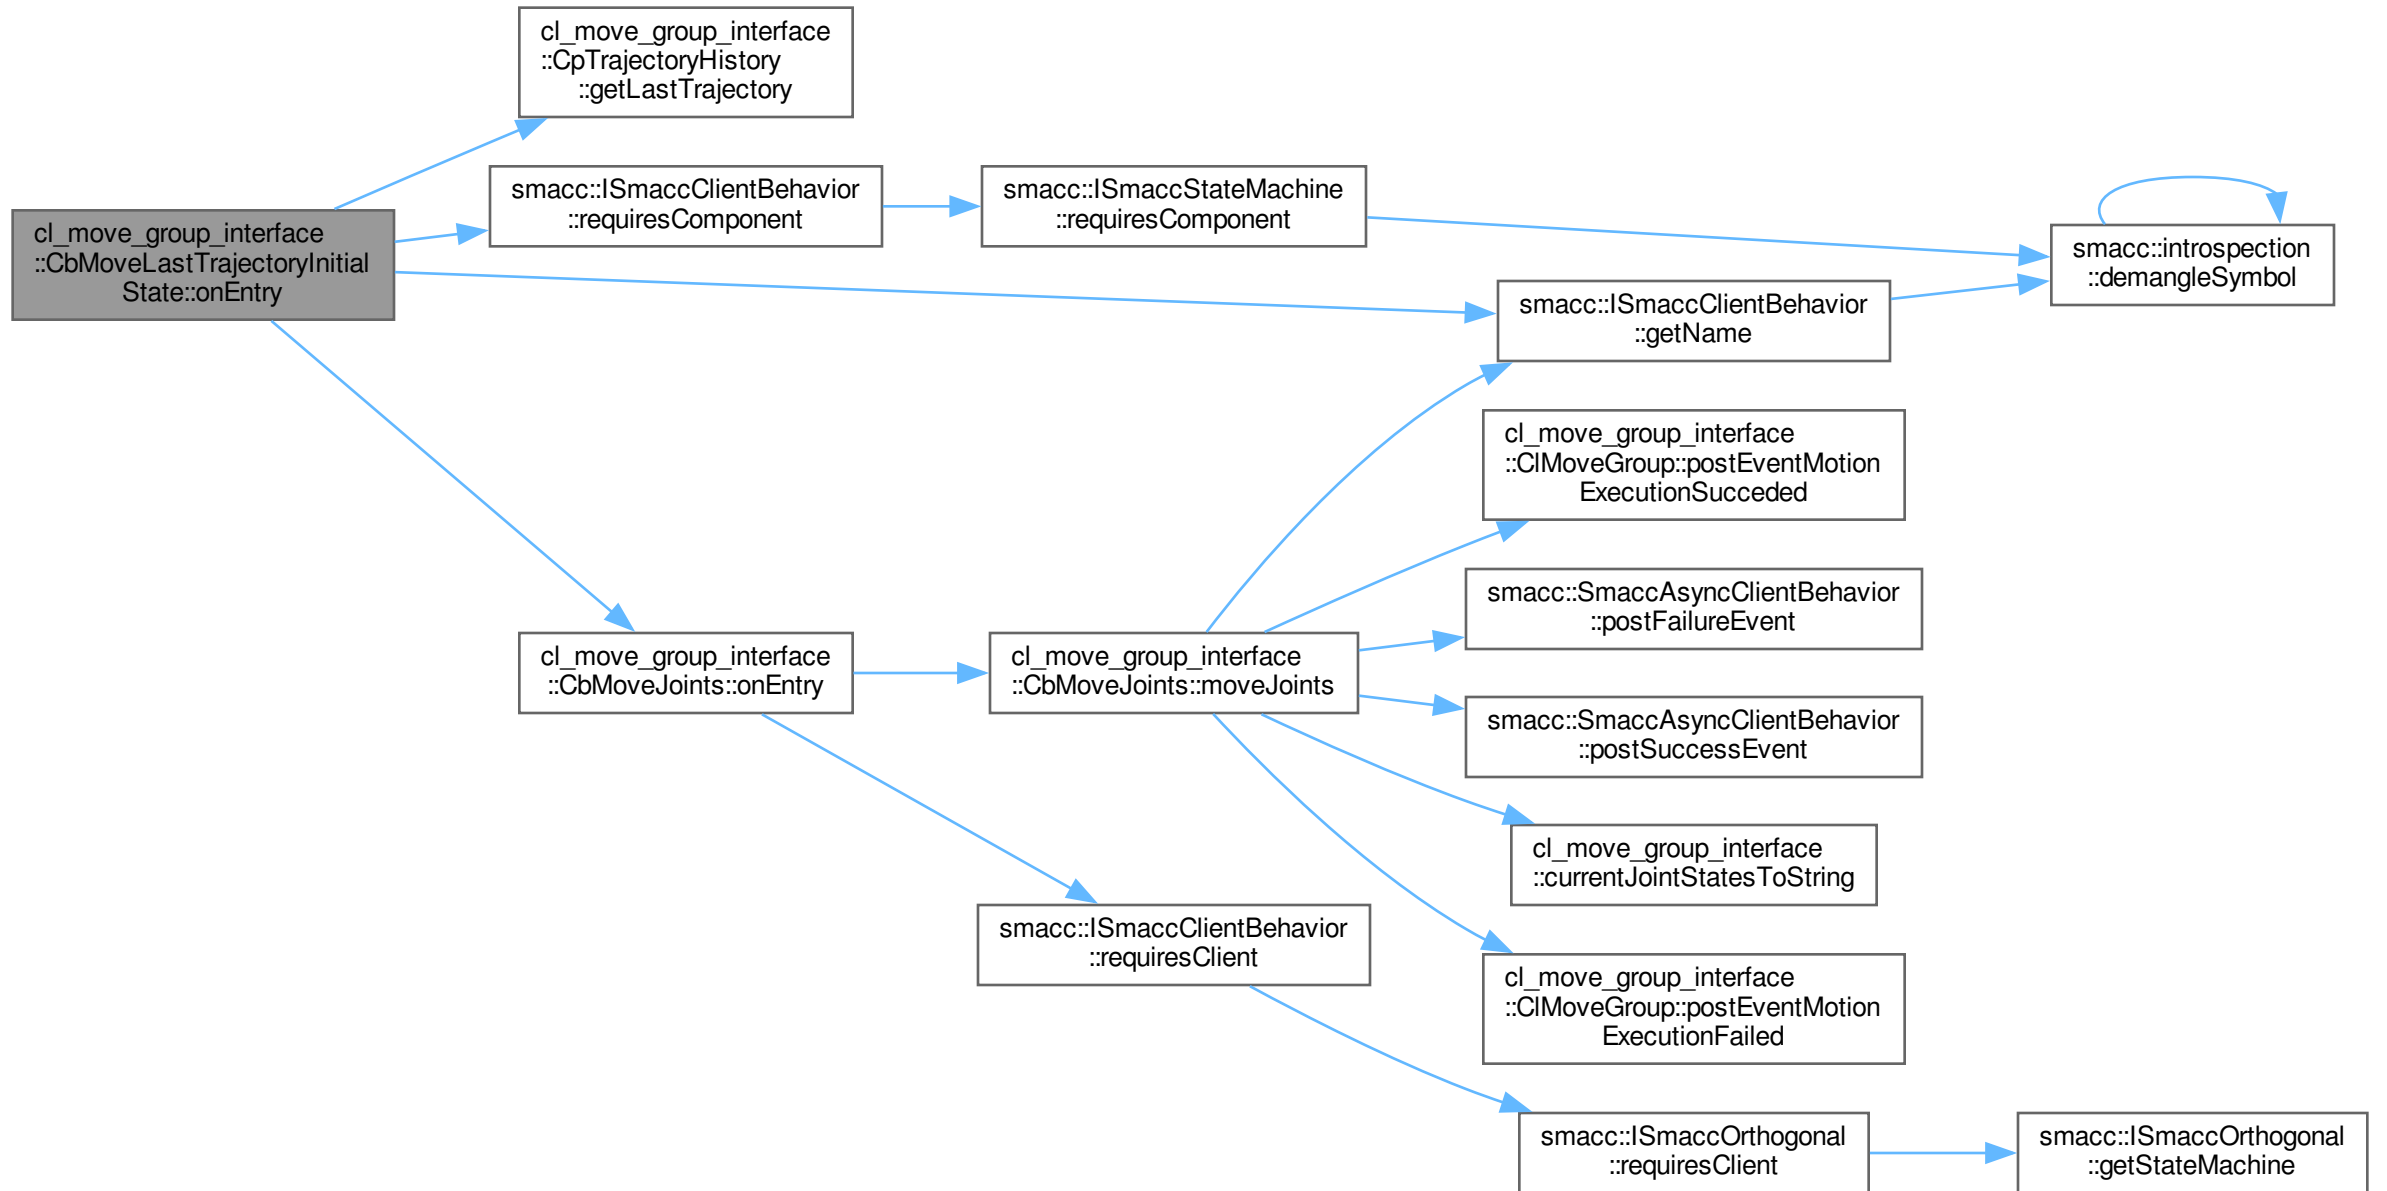 cl_move_group_interface
::CpTrajectoryHistory
::getLastTrajectory
smacc::ISmaccClientBehavior
::requiresComponent
smacc::ISmaccStateMachine
::requiresComponent
cl_move_group_interface
::CbMoveLastTrajectoryInitial
State::onEntry
smacc::introspection
::demangleSymbol
smacc::ISmaccClientBehavior
::getName
cl_move_group_interface
::ClMoveGroup::postEventMotion
ExecutionSucceded
smacc::SmaccAsyncClientBehavior
::postFailureEvent
cl_move_group_interface
::CbMoveJoints::onEntry
cl_move_group_interface
::CbMoveJoints::moveJoints
smacc::SmaccAsyncClientBehavior
::postSuccessEvent
cl_move_group_interface
::currentJointStatesToString
smacc::ISmaccClientBehavior
::requiresClient
cl_move_group_interface
::ClMoveGroup::postEventMotion
ExecutionFailed
smacc::ISmaccOrthogonal
::requiresClient
smacc::ISmaccOrthogonal
::getStateMachine